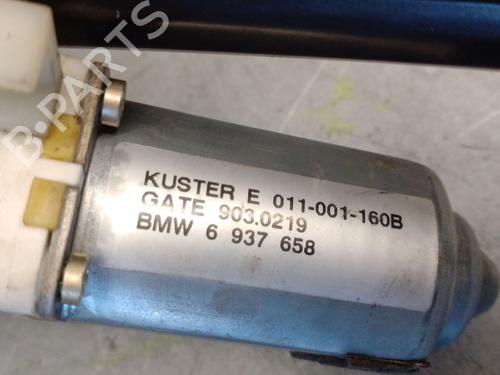 B-PARTS
KUSTER E 011-001-160B
GATE 903.0219
BMW 6 937 658